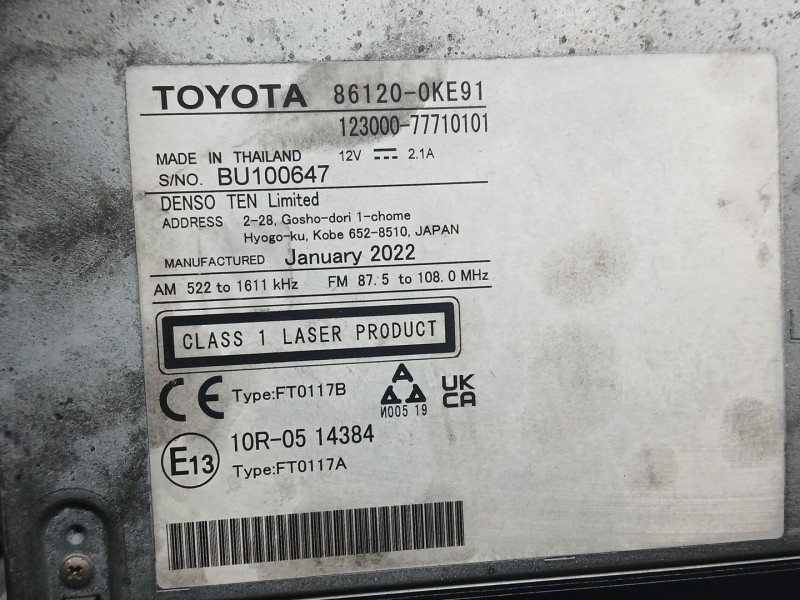 TOYOTA 86120-0KE91
123000-77710101
MADE IN THAILAND 12V 2.1A
S/NO. BU100647
DENSO TEN Limited
ADDRESS 2-28, Gosho-dori 1-chome
Hyogo-ku, Kobe 652-8510, JAPAN
MANUFACTURED January 2022
AM 522 to 1611 kHz FM 87.5 to 108.0 MHz
CLASS 1 LASER PRODUCT
CE Type:FT0117B
И005 19
UK
CA
E13 10R-05 14384
Type:FT0117A